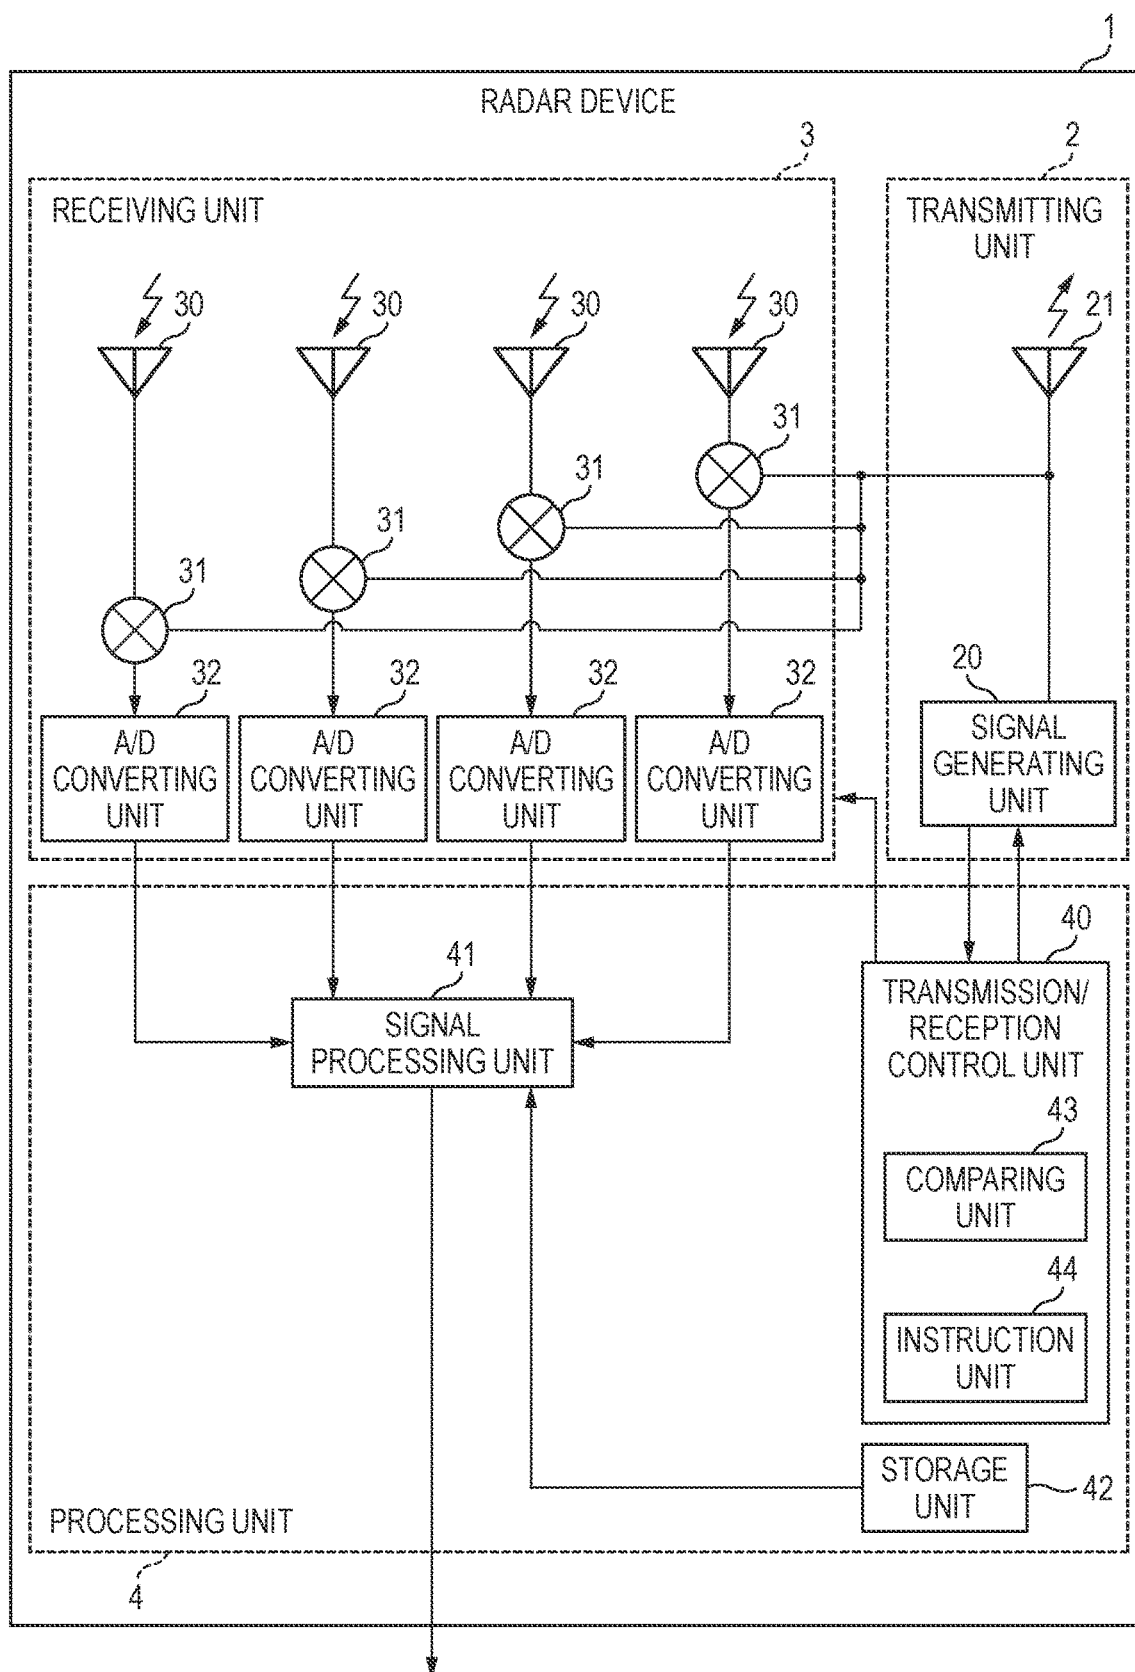 1
RADAR DEVICE
3
2
RECEIVING UNIT
TRANSMITTING
UNIT
30
30
30
30
21
31
31
31
31
20
32
32
32
32
A/D
CONVERTING
UNIT
A/D
CONVERTING
UNIT
A/D
CONVERTING
UNIT
A/D
CONVERTING
UNIT
SIGNAL
GENERATING
UNIT
40
41
TRANSMISSION/
RECEPTION
CONTROL UNIT
SIGNAL
PROCESSING UNIT
43
COMPARING
UNIT
44
INSTRUCTION
UNIT
STORAGE
UNIT
42
PROCESSING UNIT
4